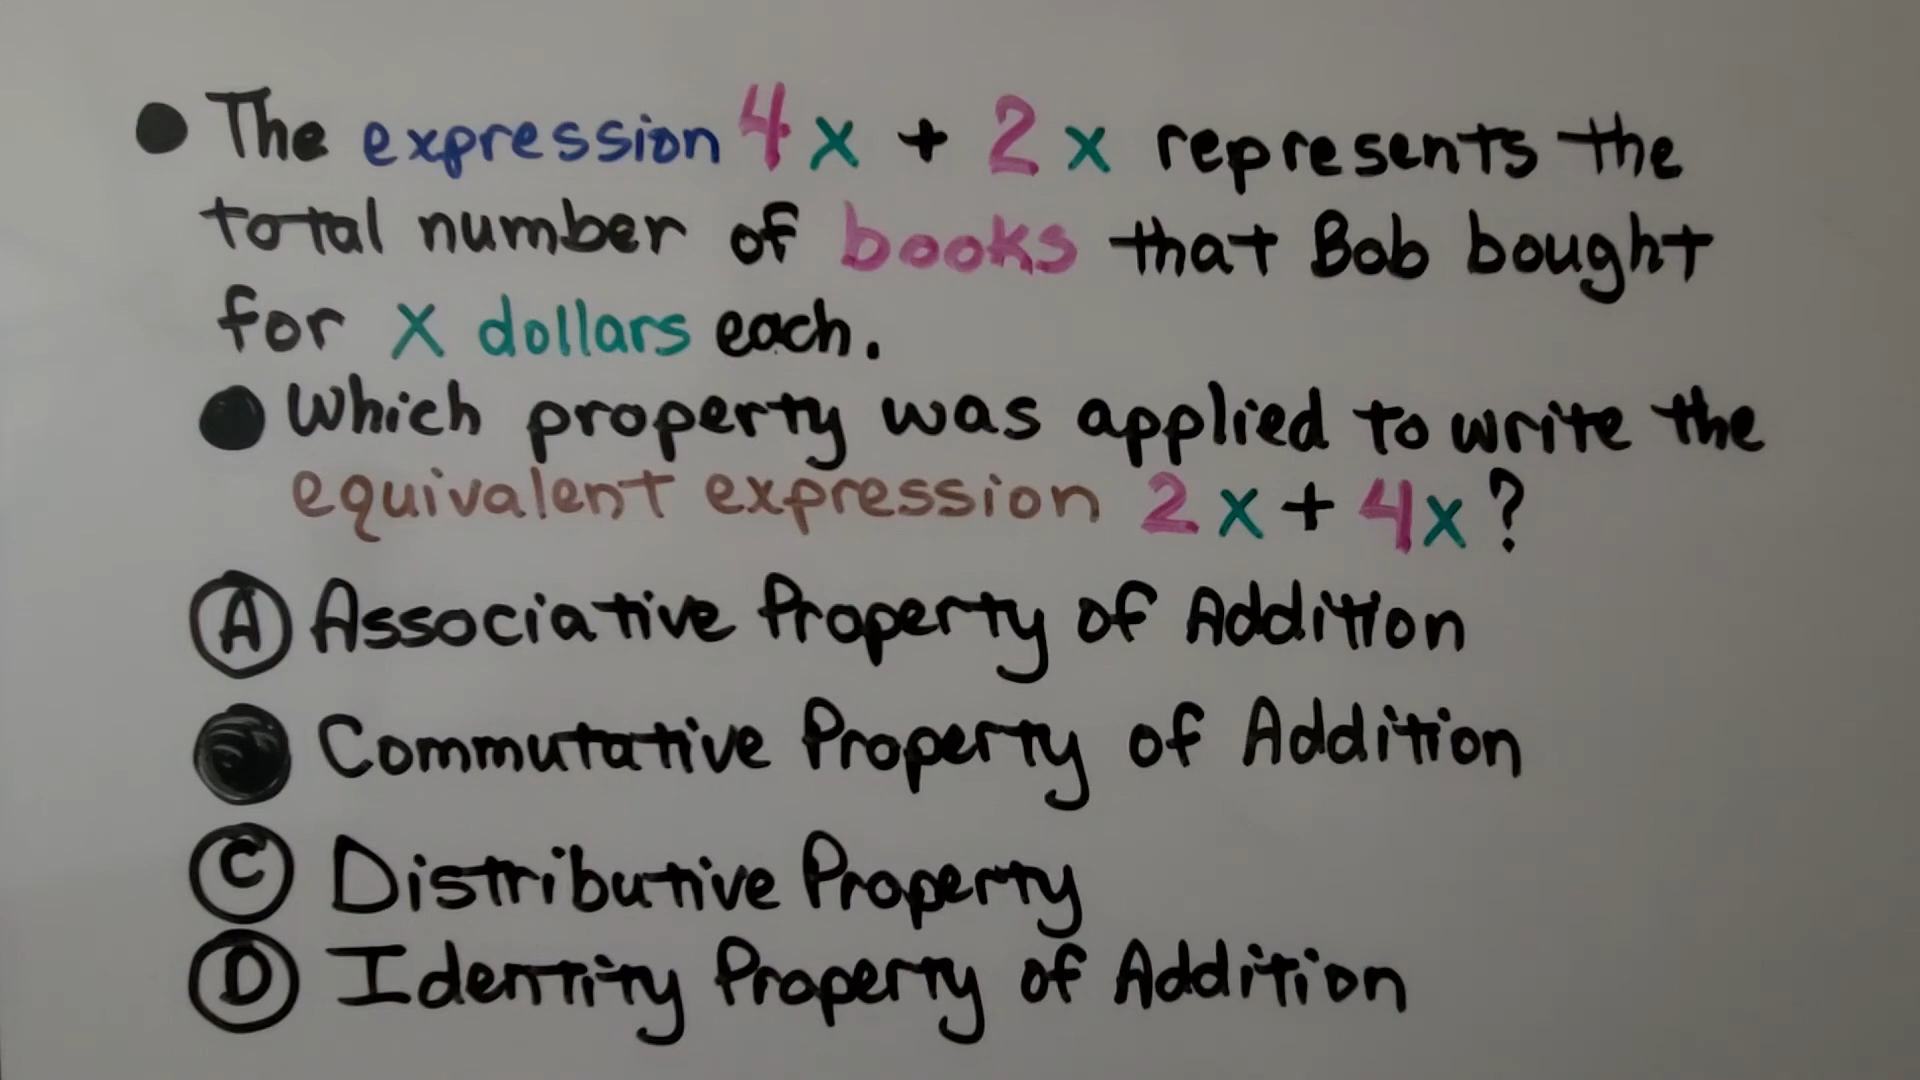 ● The expression 4x + 2x represents the
total number of books that Bob bought
for x dollars each.
● Which property was applied to write the
equivalent expression 2x + 4x?
Ⓐ Associative Property of Addition
● Commutative Property of Addition
Ⓒ Distributive Property
Ⓓ Identity Property of Addition